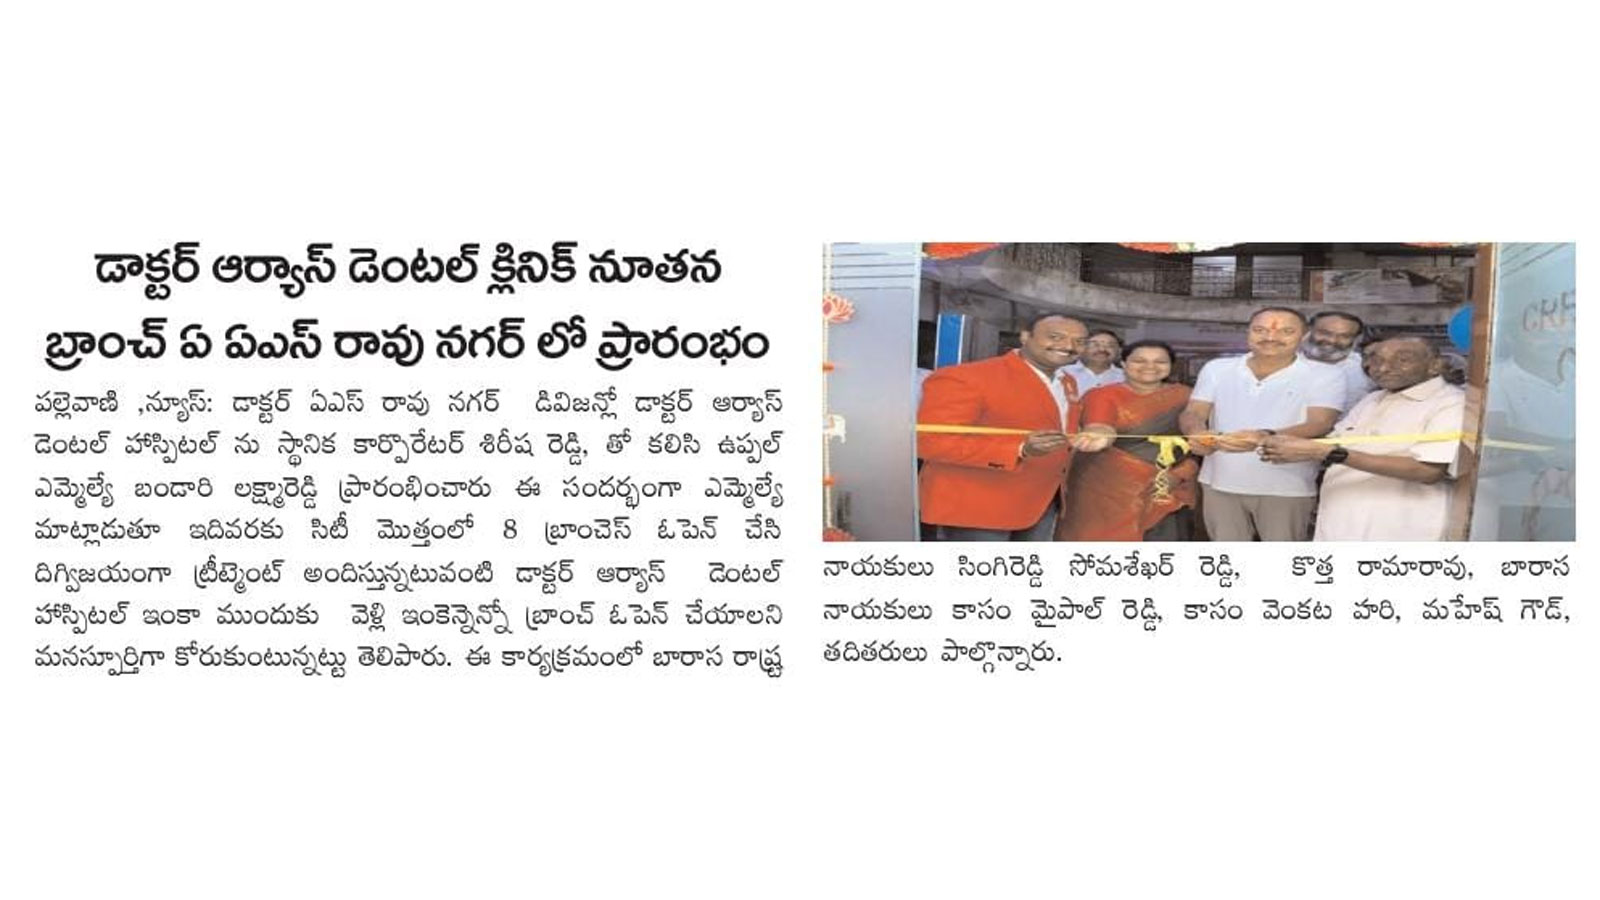 డాక్టర్ ఆర్యాస్ డెంటల్ క్లినిక్ నూతన
బ్రాంచ్ ఏ ఏఎస్ రావు నగర్ లో ప్రారంభం
పల్లెవాణి ,న్యూస్: డాక్టర్ ఏఎస్ రావు నగర్ డివిజన్లో డాక్టర్ ఆర్యాస్
డెంటల్ హాస్పిటల్ ను స్థానిక కార్పొరేటర్ శిరీష రెడ్డి, తో కలిసి ఉప్పల్
ఎమ్మెల్యే బండారి లక్ష్మారెడ్డి ప్రారంభించారు ఈ సందర్భంగా ఎమ్మెల్యే
మాట్లాడుతూ ఇదివరకు సిటీ మొత్తంలో 8 బ్రాంచెస్ ఓపెన్ చేసి
దిగ్విజయంగా ట్రీట్మెంట్ అందిస్తున్నటువంటి డాక్టర్ ఆర్యాస్ డెంటల్
హాస్పిటల్ ఇంకా ముందుకు వెళ్లి ఇంకెన్నెన్నో బ్రాంచ్ ఓపెన్ చేయాలని
మనస్పూర్తిగా కోరుకుంటున్నట్టు తెలిపారు. ఈ కార్యక్రమంలో బారాస రాష్ట్ర
నాయకులు సింగిరెడ్డి సోమశేఖర్ రెడ్డి, కొత్త రామారావు, బారాస
నాయకులు కాసం మైపాల్ రెడ్డి, కాసం వెంకట హరి, మహేష్ గౌడ్,
తదితరులు పాల్గొన్నారు.